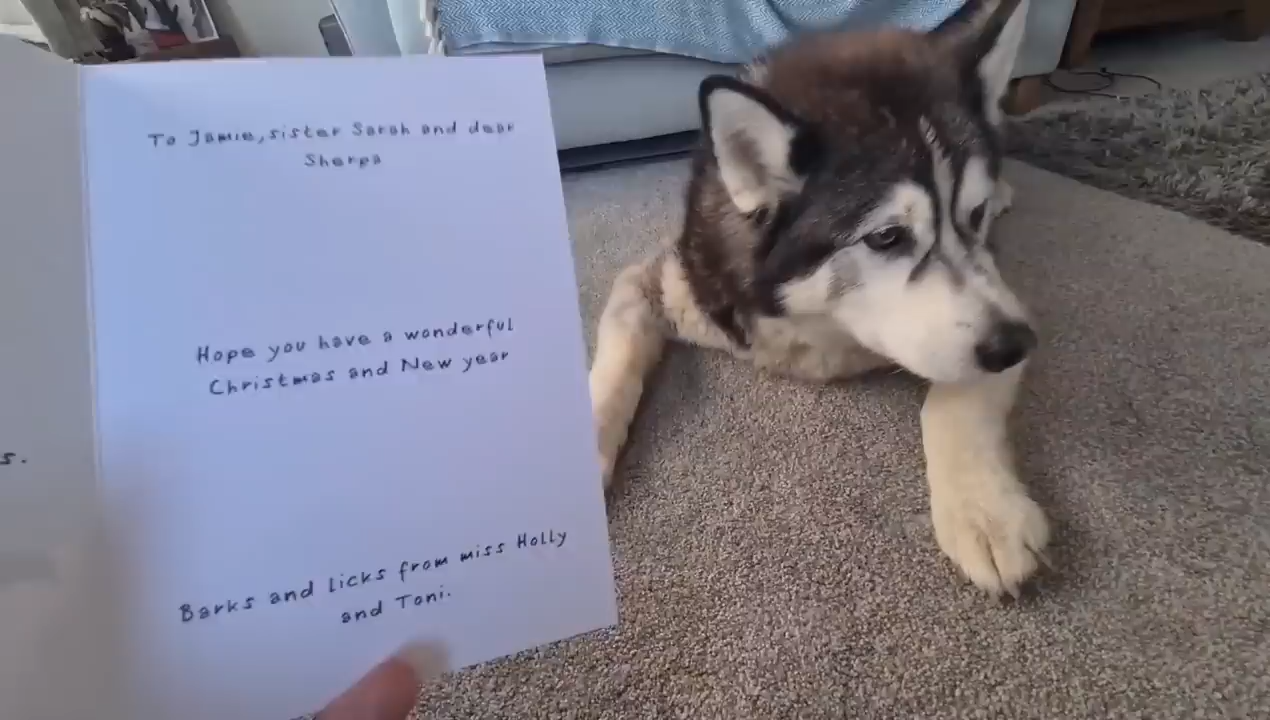 To Jamie, sister Sarah and dear
Sherpa
Hope you have a wonderful
Christmas and New year
s.
Barks and licks from miss Holly
and Toni.